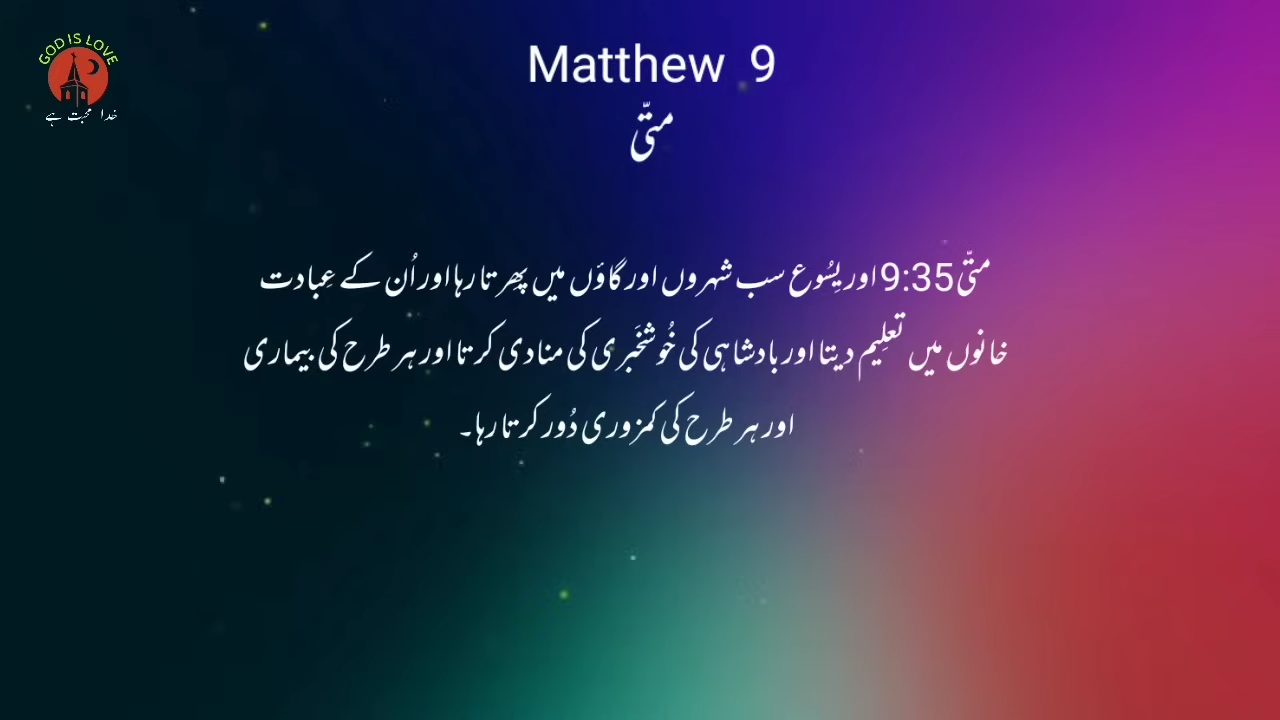 GOD IS LOVE
خدا محبت ہے
Matthew 9
متّی
متّی 9:35 اور یِسُوع سب شہروں اور گاؤں میں پِھرتا رہا اور اُن کے عِبادت
خانوں میں تعلِیم دیتا اور بادشاہی کی خُوشخَبری کی منادی کرتا اور ہر طرح کی بیماری
اور ہر طرح کی کمزوری دُور کرتا رہا۔